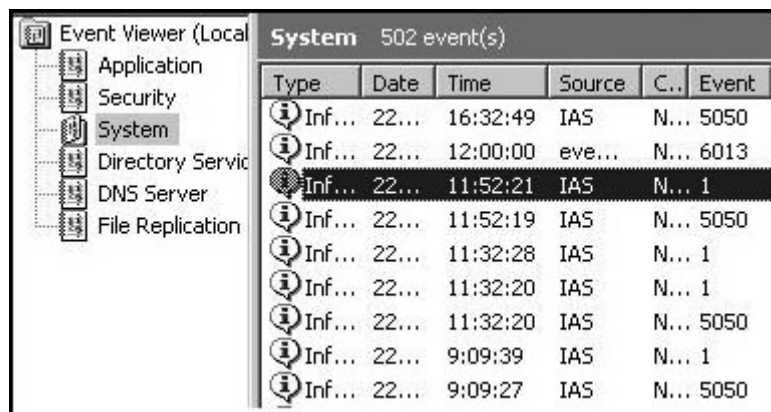 Event Viewer (Local
Application
Security
System
Directory Servic
DNS Server
File Replication
System 502 event(s)
Type Date Time Source C.. Event
Inf... 22... 16:32:49 IAS N... 5050
Inf... 22... 12:00:00 eve... N... 6013
Inf... 22... 11:52:21 IAS N... 1
Inf... 22... 11:52:19 IAS N... 5050
Inf... 22... 11:32:28 IAS N... 1
Inf... 22... 11:32:20 IAS N... 1
Inf... 22... 11:32:20 IAS N... 5050
Inf... 22... 9:09:39 IAS N... 1
Inf... 22... 9:09:27 IAS N... 5050